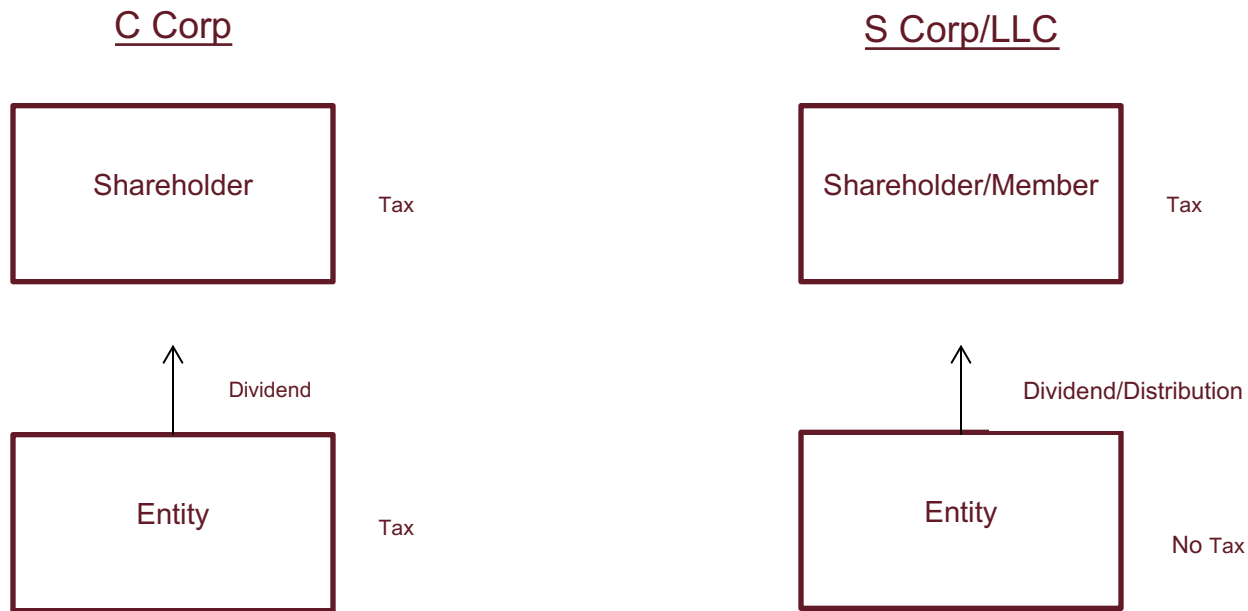 C Corp
Shareholder
Tax
Dividend
Entity
Tax
S Corp/LLC
Shareholder/Member
Tax
Dividend/Distribution
Entity
No Tax